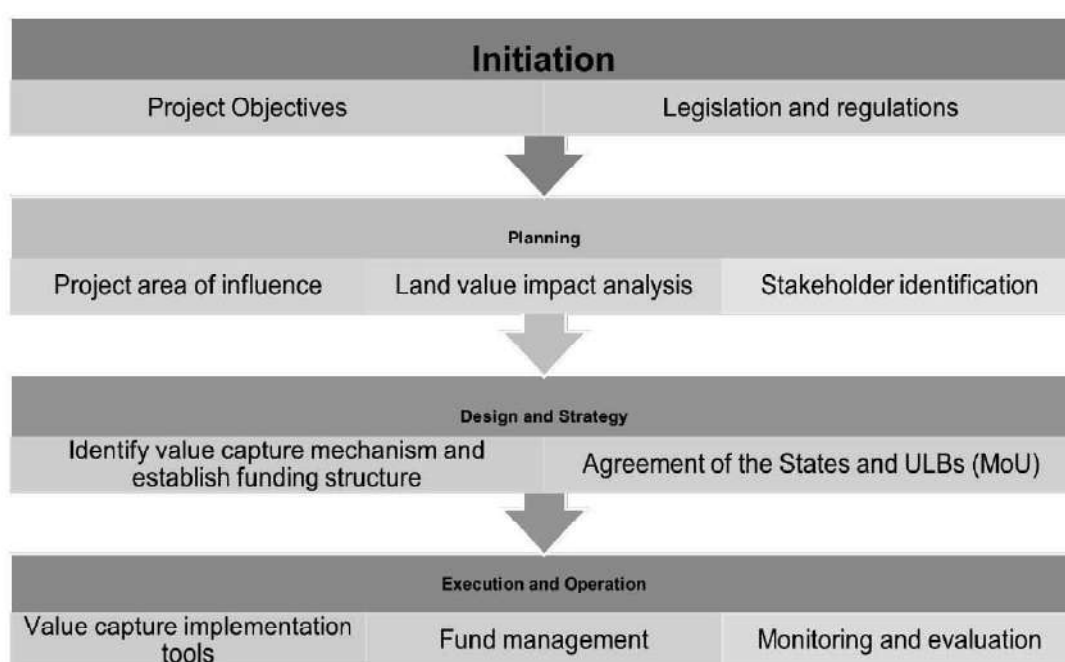 Initiation
Project Objectives
Legislation and regulations
Planning
Project area of influence
Land value impact analysis
Stakeholder identification
Design and Strategy
Identify value capture mechanism and
establish funding structure
Agreement of the States and ULBs (MoU)
Execution and Operation
Value capture implementation
tools
Fund management
Monitoring and evaluation